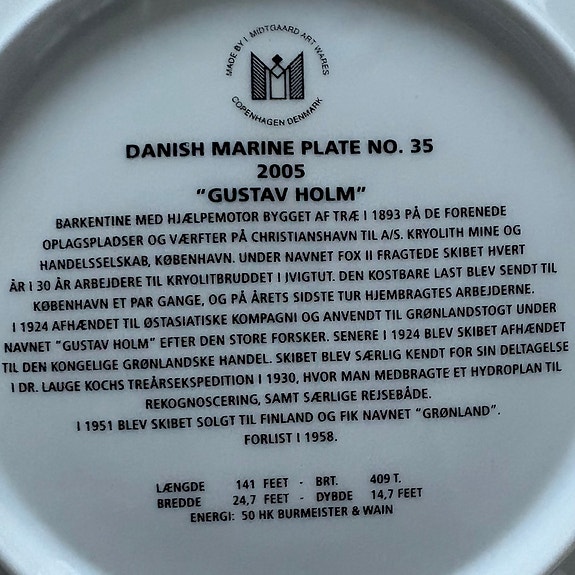 MADE BY I. MIDTGAARD ART WARES
COPENHAGEN DENMARK
DANISH MARINE PLATE NO. 35
2005
"GUSTAV HOLM"
BARKENTINE MED HJÆLPEMOTOR BYGGET AF TRÆ I 1893 PÅ DE FORENEDE
OPLAGSPLADSER OG VÆRFTER PÅ CHRISTIANSHAVN TIL A/S. KRYOLITH MINE OG
HANDELSSELSKAB, KØBENHAVN. UNDER NAVNET FOX II FRAGTEDE SKIBET HVERT
ÅR I 30 ÅR ARBEJDERE TIL KRYOLITBRUDDET I JVIGTUT. DEN KOSTBARE LAST BLEV SENDT TIL
KØBENHAVN ET PAR GANGE, OG PÅ ÅRETS SIDSTE TUR HJEMBRAGTES ARBEJDERNE.
I 1924 AFHÆNDET TIL ØSTASIATISKE KOMPAGNI OG ANVENDT TIL GRØNLANDSTOGT UNDER
NAVNET "GUSTAV HOLM" EFTER DEN STORE FORSKER. SENERE I 1924 BLEV SKIBET AFHÆNDET
TIL DEN KONGELIGE GRØNLANDSKE HANDEL. SKIBET BLEV SÆRLIG KENDT FOR SIN DELTAGELSE
I DR. LAUGE KOCHS TREÅRSEKSPEDITION I 1930, HVOR MAN MEDBRAGTE ET HYDROPLAN TIL
REKOGNOSCERING, SAMT SÆRLIGE REJSEBÅDE.
I 1951 BLEV SKIBET SOLGT TIL FINLAND OG FIK NAVNET "GRØNLAND".
FORLIST I 1958.
LÆNGDE 141 FEET - BRT. 409 T.
BREDDE 24,7 FEET - DYBDE 14,7 FEET
ENERGI: 50 HK BURMEISTER & WAIN